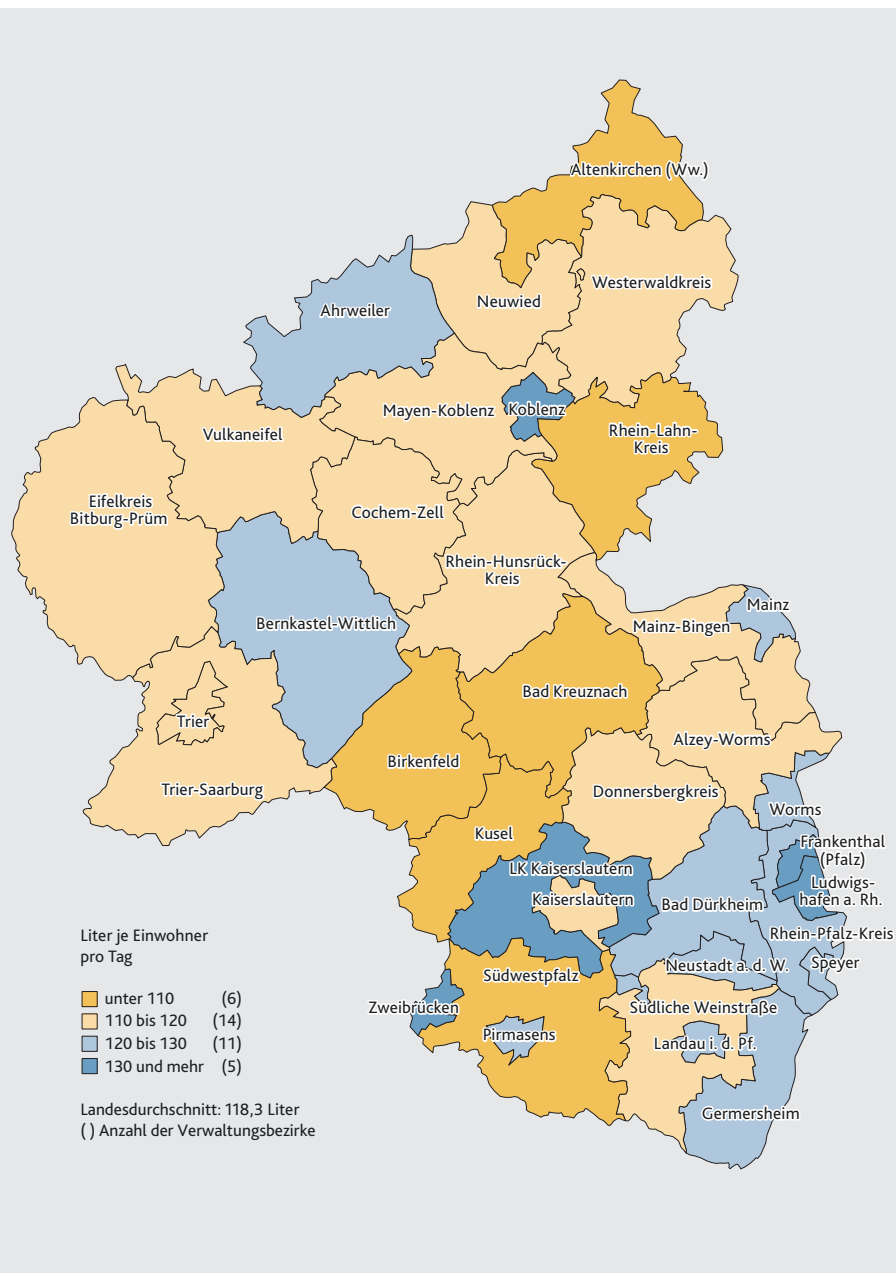 Altenkirchen (Ww.)
Westerwaldkreis
Neuwied
Ahrweiler
Mayen-Koblenz
Koblenz
Rhein-Lahn-
Kreis
Vulkaneifel
Eifelkreis
Bitburg-Prüm
Cochem-Zell
Rhein-Hunsrück-
Kreis
Bernkastel-Wittlich
Mainz
Mainz-Bingen
Bad Kreuznach
Trier
Alzey-Worms
Birkenfeld
Trier-Saarburg
Donnersbergkreis
Worms
Kusel
Frankenthal
(Pfalz)
LK Kaiserslautern
Ludwigs-
hafen a. Rh.
Kaiserslautern
Bad Dürkheim
Rhein-Pfalz-Kreis
Neustadt a. d. W.
Speyer
Südwestpfalz
Zweibrücken
Südliche Weinstraße
Pirmasens
Landau i. d. Pf.
Germersheim
Liter je Einwohner
pro Tag
unter 110 (6)
110 bis 120 (14)
120 bis 130 (11)
130 und mehr (5)
Landesdurchschnitt: 118,3 Liter
( ) Anzahl der Verwaltungsbezirke